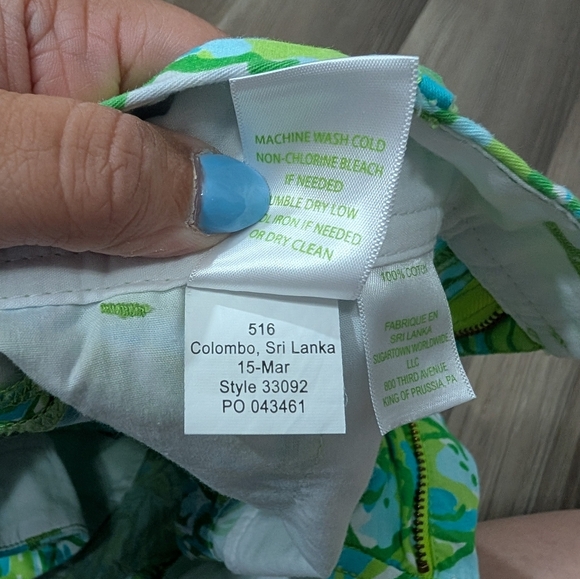 MACHINE WASH COLD
NON-CHLORINE BLEACH
IF NEEDED
UMBLE DRY LOW
OL IRON IF NEEDED
OR DRY CLEAN
100% COTTON
FABRIQUE EN
SRI LANKA
SUGARTOWN WORLDWIDE
LLC
800 THIRD AVENUE,
KING OF PRUSSIA, PA
516
Colombo, Sri Lanka
15-Mar
Style 33092
PO 043461